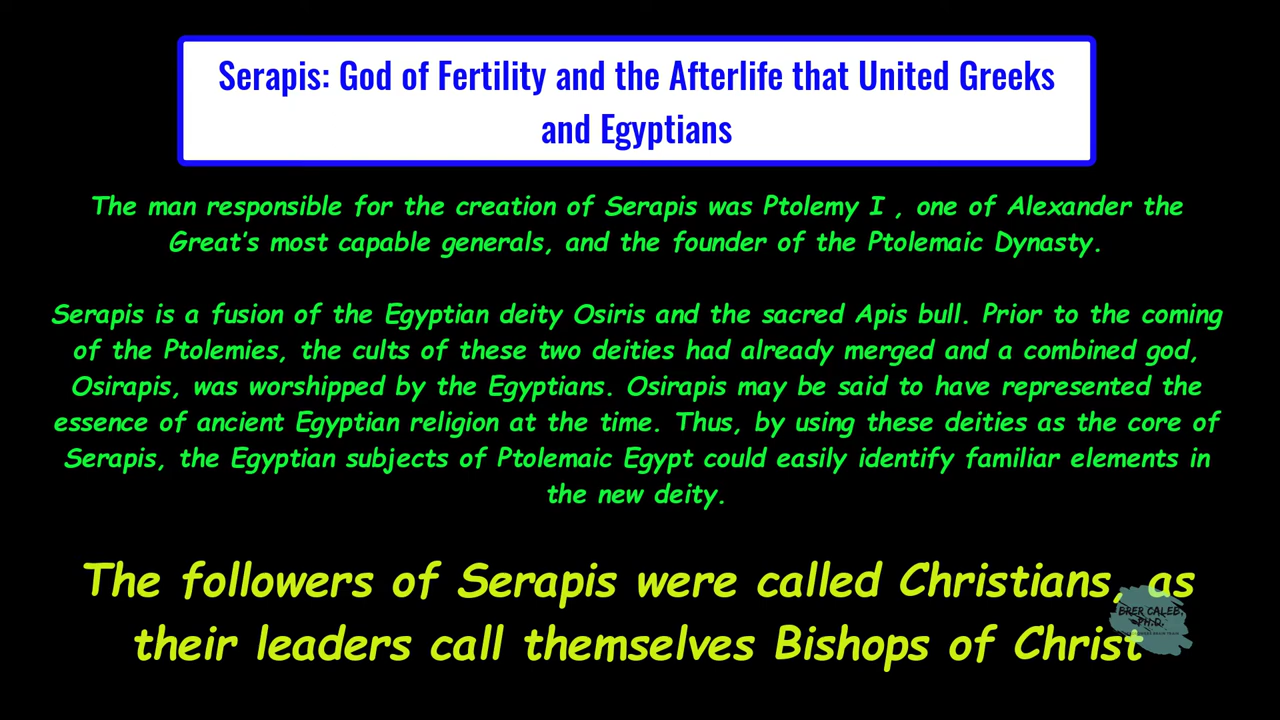 Serapis: God of Fertility and the Afterlife that United Greeks
and Egyptians
The man responsible for the creation of Serapis was Ptolemy I , one of Alexander the
Great’s most capable generals, and the founder of the Ptolemaic Dynasty.
Serapis is a fusion of the Egyptian deity Osiris and the sacred Apis bull. Prior to the coming
of the Ptolemies, the cults of these two deities had already merged and a combined god,
Osirapis, was worshipped by the Egyptians. Osirapis may be said to have represented the
essence of ancient Egyptian religion at the time. Thus, by using these deities as the core of
Serapis, the Egyptian subjects of Ptolemaic Egypt could easily identify familiar elements in
the new deity.
The followers of Serapis were called Christians, as
their leaders call themselves Bishops of Christ
BRER CALEB,
PH.D.